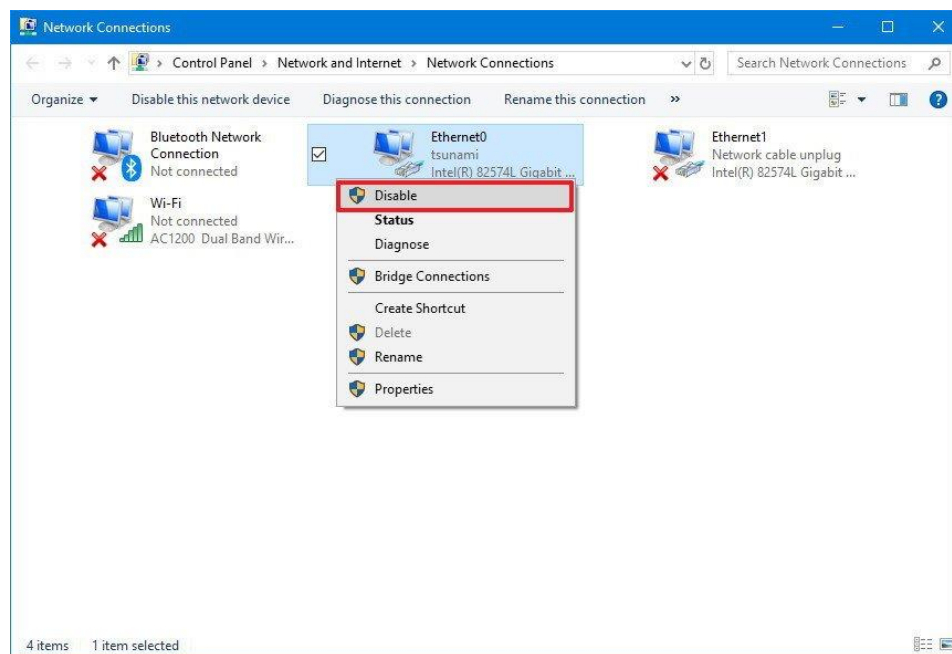 Network Connections
Control Panel > Network and Internet > Network Connections
Search Network Connections
Organize Disable this network device Diagnose this connection Rename this connection »
Bluetooth Network
Connection
Not connected
Ethernet0
tsunami
Intel(R) 82574L Gigabit ...
Ethernet1
Network cable unplug
Intel(R) 82574L Gigabit ...
Wi-Fi
Not connected
AC1200 Dual Band Wir...
Disable
Status
Diagnose
Bridge Connections
Create Shortcut
Delete
Rename
Properties
4 items 1 item selected